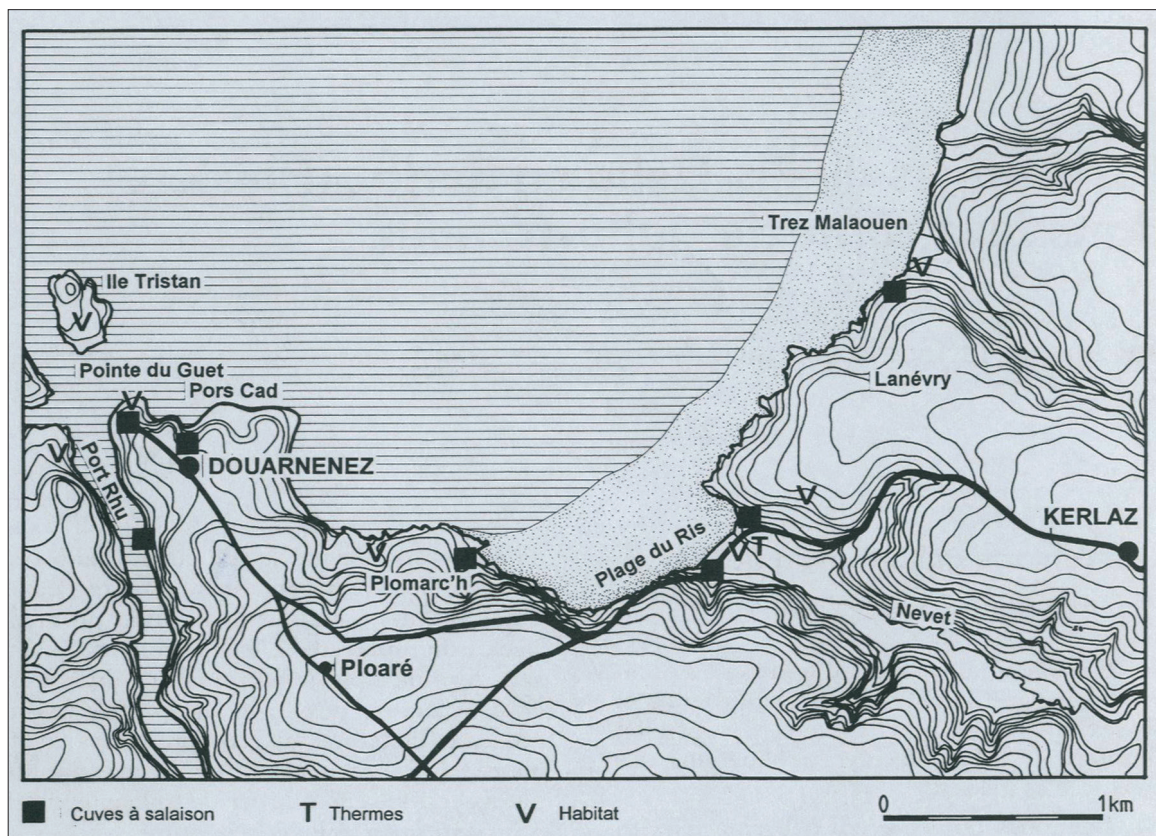 Trez Malaouen
Ile Tristan
Pointe du Guet
Pors Cad
Lanévry
Port Rhu
DOUARNENEZ
KERLAZ
Plage du Ris
T
Plomarc'h
Nevet
Ploaré
Cuves à salaison
T Thermes
V Habitat
0 1km